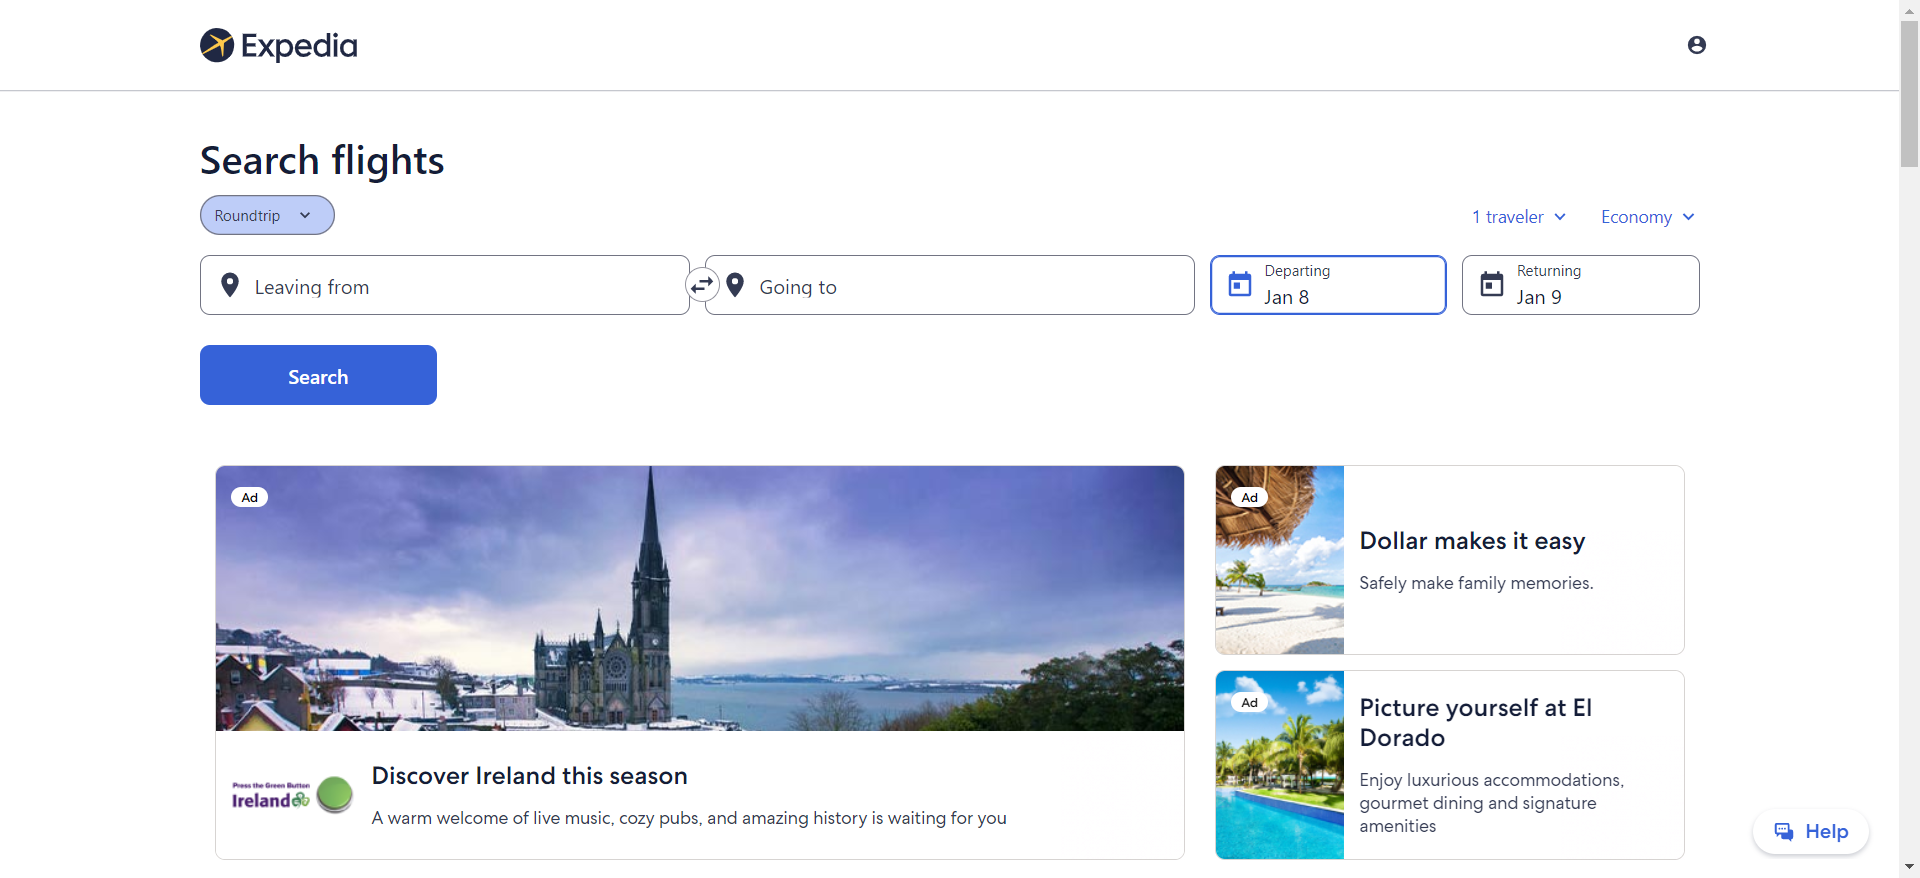 Expedia
Search flights
Roundtrip
1 traveler
Economy
Leaving from
Going to
Departing
Jan 8
Returning
Jan 9
Search
Ad
Press the Green Button
Ireland
Discover Ireland this season
A warm welcome of live music, cozy pubs, and amazing history is waiting for you
Ad
Dollar makes it easy
Safely make family memories.
Ad
Picture yourself at El
Dorado
Enjoy luxurious accommodations,
gourmet dining and signature
amenities
Help